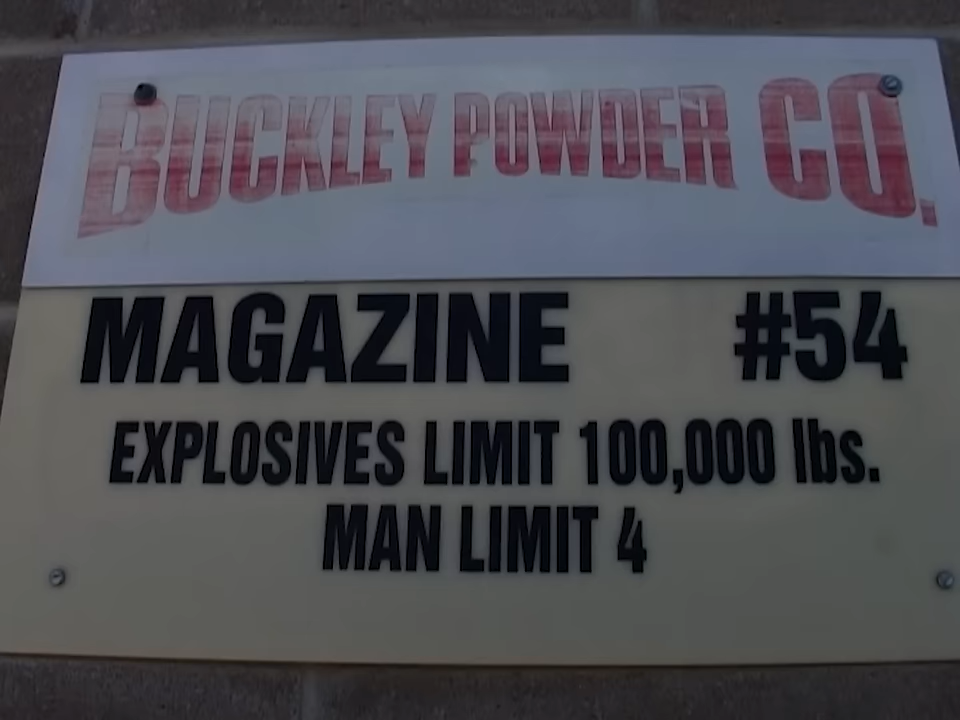 BUCKLEY POWDER CO.
MAGAZINE #54
EXPLOSIVES LIMIT 100,000 lbs.
MAN LIMIT 4